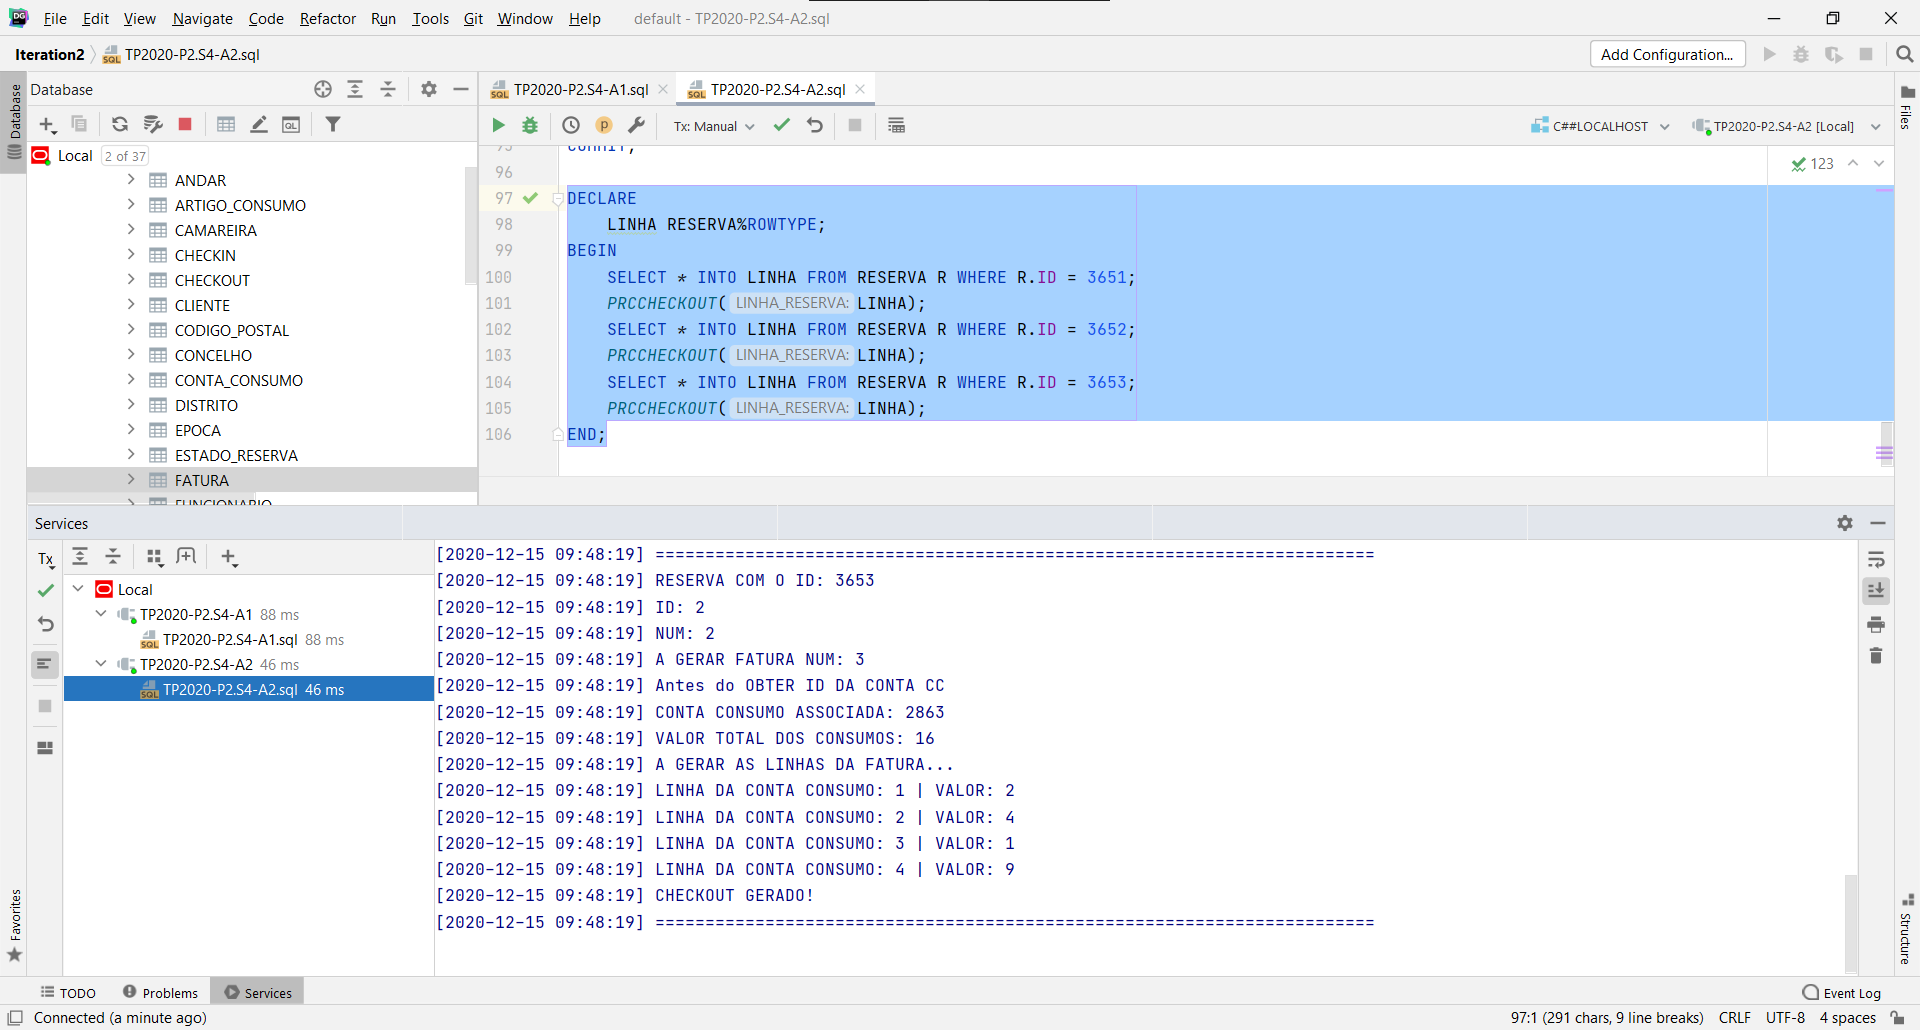 File Edit View Navigate Code Refactor Run Tools Git Window Help default - TP2020-P2.S4-A2.sql
Iteration2 TP2020-P2.S4-A2.sql Add Configuration...
Database
Database
TP2020-P2.S4-A1.sql TP2020-P2.S4-A2.sql
Files
Tx: Manual C##LOCALHOST TP2020-P2.S4-A2 [Local]
Local 2 of 37
ANDAR
ARTIGO_CONSUMO
CAMAREIRA
CHECKIN
CHECKOUT
CLIENTE
CODIGO_POSTAL
CONCELHO
CONTA_CONSUMO
DISTRITO
EPOCA
ESTADO_RESERVA
FATURA
FUNCIONARIO
123
95 COMMIT;
96
97 DECLARE
98 LINHA RESERVA%ROWTYPE;
99 BEGIN
100 SELECT * INTO LINHA FROM RESERVA R WHERE R.ID = 3651;
101 PRCCHECKOUT( LINHA_RESERVA: LINHA);
102 SELECT * INTO LINHA FROM RESERVA R WHERE R.ID = 3652;
103 PRCCHECKOUT( LINHA_RESERVA: LINHA);
104 SELECT * INTO LINHA FROM RESERVA R WHERE R.ID = 3653;
105 PRCCHECKOUT( LINHA_RESERVA: LINHA);
106 END;
Services
Tx
Local
TP2020-P2.S4-A1 88 ms
TP2020-P2.S4-A1.sql 88 ms
TP2020-P2.S4-A2 46 ms
TP2020-P2.S4-A2.sql 46 ms
[2020-12-15 09:48:19] ========================================================================
[2020-12-15 09:48:19] RESERVA COM O ID: 3653
[2020-12-15 09:48:19] ID: 2
[2020-12-15 09:48:19] NUM: 2
[2020-12-15 09:48:19] A GERAR FATURA NUM: 3
[2020-12-15 09:48:19] Antes do OBTER ID DA CONTA CC
[2020-12-15 09:48:19] CONTA CONSUMO ASSOCIADA: 2863
[2020-12-15 09:48:19] VALOR TOTAL DOS CONSUMOS: 16
[2020-12-15 09:48:19] A GERAR AS LINHAS DA FATURA...
[2020-12-15 09:48:19] LINHA DA CONTA CONSUMO: 1 | VALOR: 2
[2020-12-15 09:48:19] LINHA DA CONTA CONSUMO: 2 | VALOR: 4
[2020-12-15 09:48:19] LINHA DA CONTA CONSUMO: 3 | VALOR: 1
[2020-12-15 09:48:19] LINHA DA CONTA CONSUMO: 4 | VALOR: 9
[2020-12-15 09:48:19] CHECKOUT GERADO!
[2020-12-15 09:48:19] ========================================================================
Favorites
Structure
TODO Problems Services Event Log
Connected (a minute ago) 97:1 (291 chars, 9 line breaks) CRLF UTF-8 4 spaces